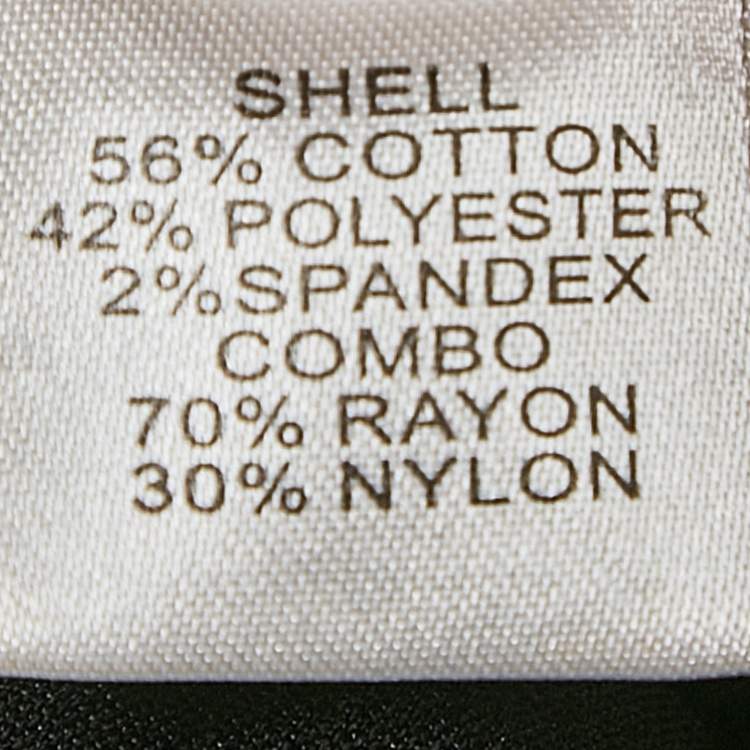 SHELL
56% COTTON
42% POLYESTER
2%SPANDEX
COMBO
70% RAYON
30% NYLON